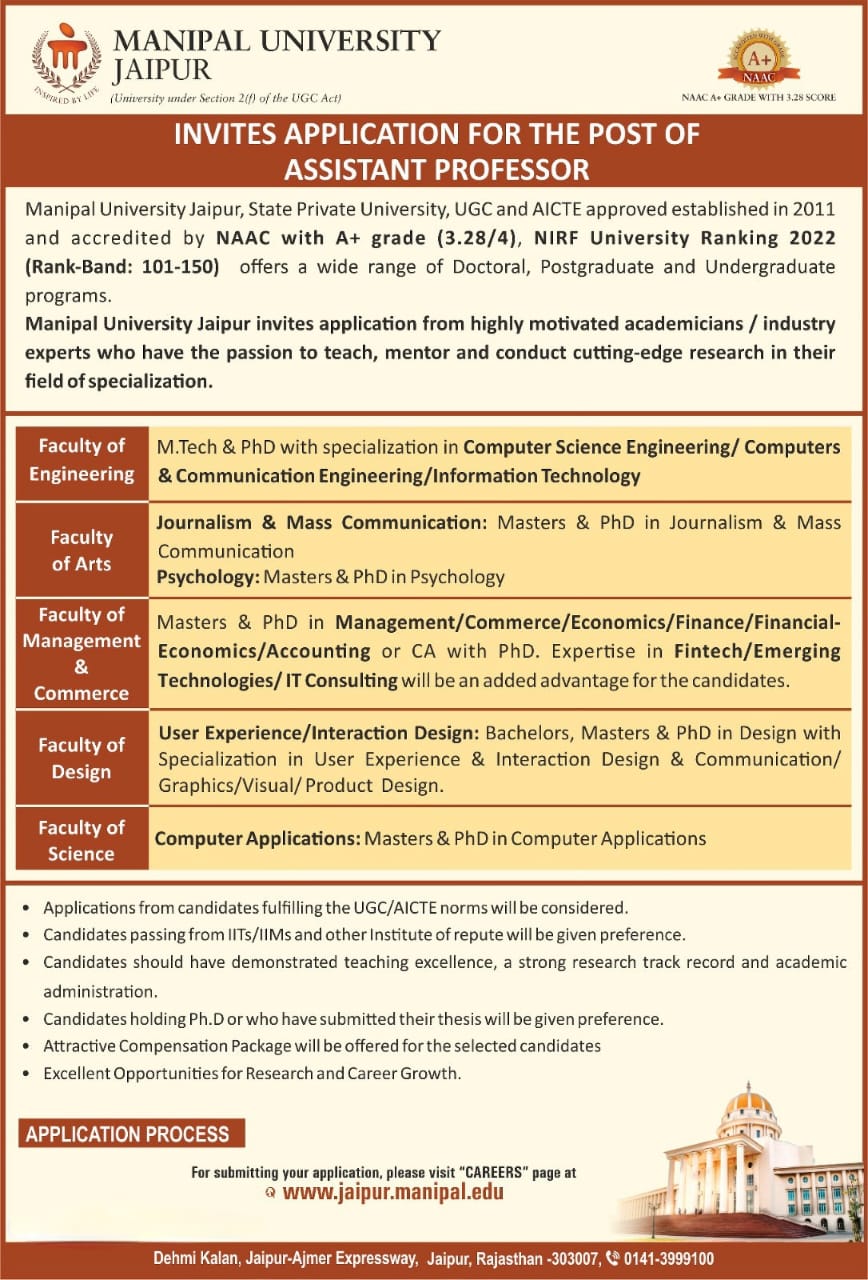 MANIPAL UNIVERSITY
JAIPUR
(University under Section 2(f) of the UGC Act)
INSPIRED BY LIFE
ACCREDITED WITH GRADE
A+
NAAC
NAAC A+ GRADE WITH 3.28 SCORE
INVITES APPLICATION FOR THE POST OF
ASSISTANT PROFESSOR
Manipal University Jaipur, State Private University, UGC and AICTE approved established in 2011
and accredited by NAAC with A+ grade (3.28/4), NIRF University Ranking 2022
(Rank-Band: 101-150) offers a wide range of Doctoral, Postgraduate and Undergraduate
programs.
Manipal University Jaipur invites application from highly motivated academicians / industry
experts who have the passion to teach, mentor and conduct cutting-edge research in their
field of specialization.
Faculty of
Engineering
M.Tech & PhD with specialization in Computer Science Engineering/ Computers
& Communication Engineering/Information Technology
Faculty
of Arts
Journalism & Mass Communication: Masters & PhD in Journalism & Mass
Communication
Psychology: Masters & PhD in Psychology
Faculty of
Management
&
Commerce
Masters & PhD in Management/Commerce/Economics/Finance/Financial-
Economics/Accounting or CA with PhD. Expertise in Fintech/Emerging
Technologies/ IT Consulting will be an added advantage for the candidates.
Faculty of
Design
User Experience/Interaction Design: Bachelors, Masters & PhD in Design with
Specialization in User Experience & Interaction Design & Communication/
Graphics/Visual/ Product Design.
Faculty of
Science
Computer Applications: Masters & PhD in Computer Applications
• Applications from candidates fulfilling the UGC/AICTE norms will be considered.
• Candidates passing from IITs/IIMs and other Institute of repute will be given preference.
• Candidates should have demonstrated teaching excellence, a strong research track record and academic
administration.
• Candidates holding Ph.D or who have submitted their thesis will be given preference.
• Attractive Compensation Package will be offered for the selected candidates
• Excellent Opportunities for Research and Career Growth.
APPLICATION PROCESS
For submitting your application, please visit “CAREERS” page at
www.jaipur.manipal.edu
Dehmi Kalan, Jaipur-Ajmer Expressway, Jaipur, Rajasthan -303007, 0141-3999100